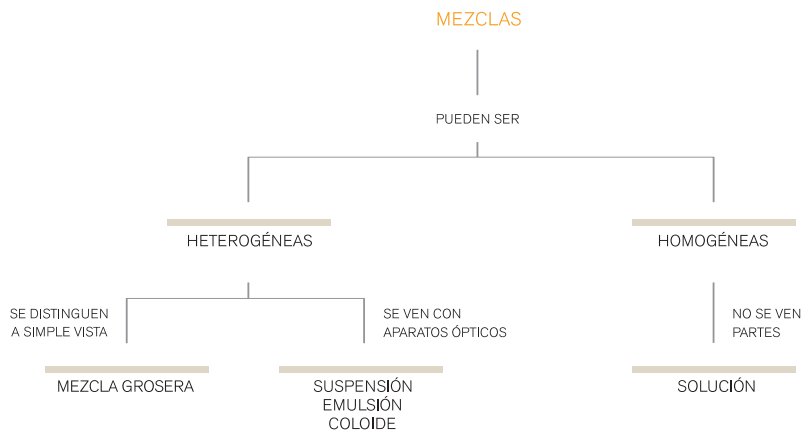 MEZCLAS
PUEDEN SER
HETEROGÉNEAS
HOMOGÉNEAS
SE DISTINGUEN
A SIMPLE VISTA
SE VEN CON
APARATOS ÓPTICOS
NO SE VEN
PARTES
MEZCLA GROSERA
SUSPENSIÓN
EMULSIÓN
COLOIDE
SOLUCIÓN